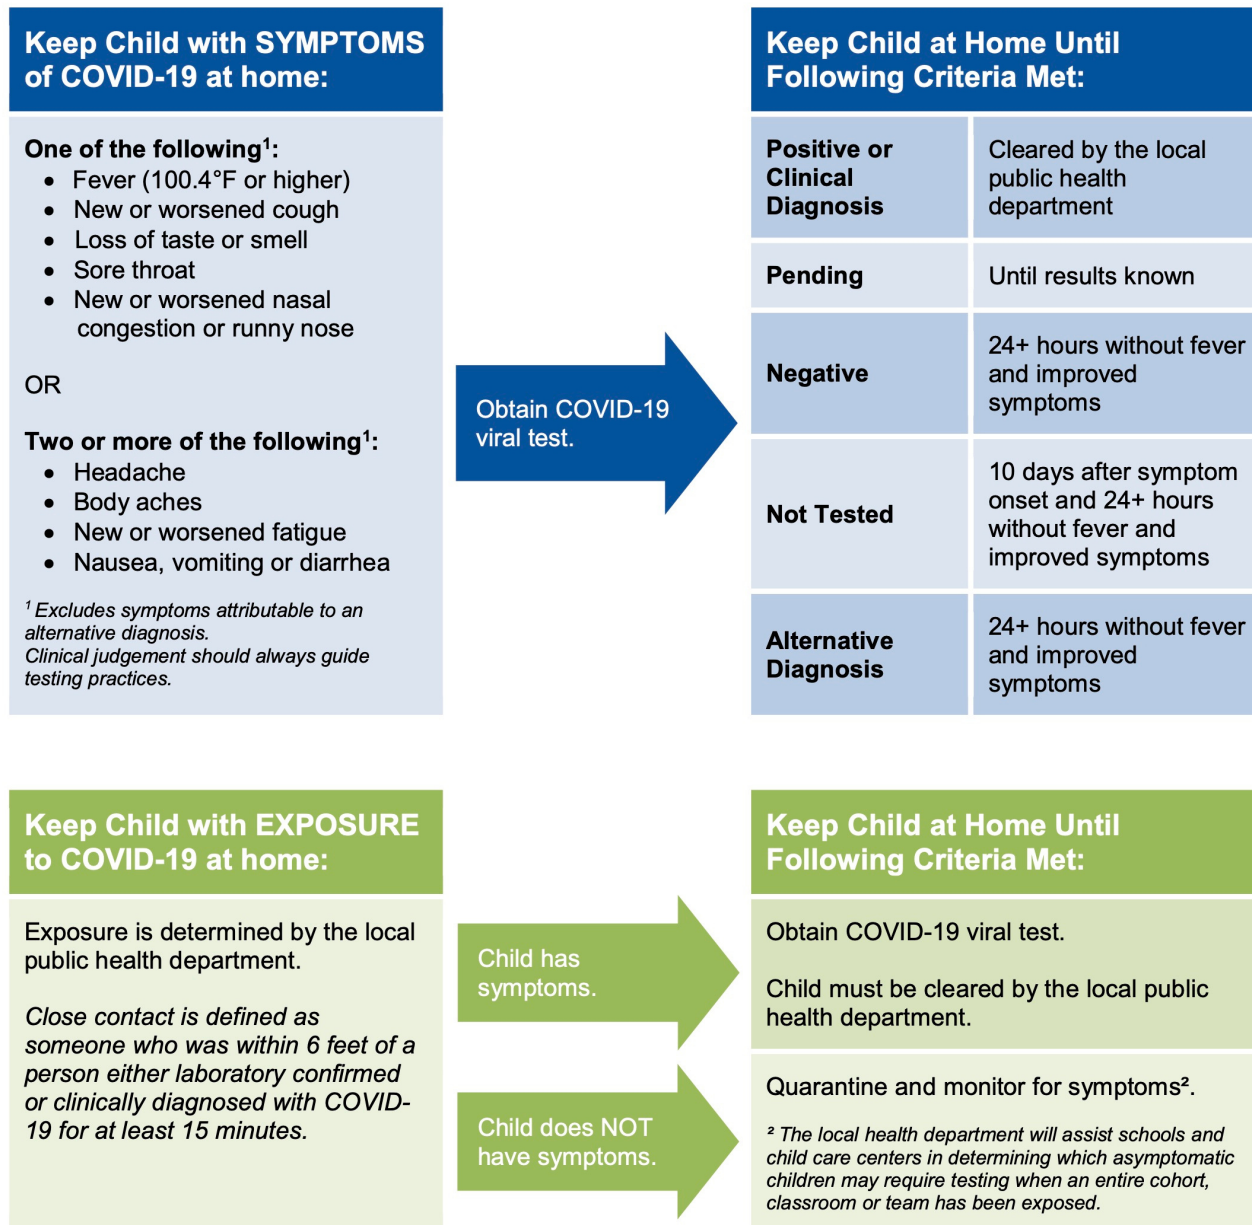 Keep Child with SYMPTOMS
of COVID-19 at home:
One of the following¹:
• Fever (100.4°F or higher)
• New or worsened cough
• Loss of taste or smell
• Sore throat
• New or worsened nasal
congestion or runny nose
OR
Two or more of the following¹:
• Headache
• Body aches
• New or worsened fatigue
• Nausea, vomiting or diarrhea
¹ Excludes symptoms attributable to an
alternative diagnosis.
Clinical judgement should always guide
testing practices.
Obtain COVID-19
viral test.
Keep Child at Home Until
Following Criteria Met:
Positive or
Clinical
Diagnosis
Cleared by the local
public health
department
Pending
Until results known
Negative
24+ hours without fever
and improved
symptoms
Not Tested
10 days after symptom
onset and 24+ hours
without fever and
improved symptoms
Alternative
Diagnosis
24+ hours without fever
and improved
symptoms
Keep Child with EXPOSURE
to COVID-19 at home:
Exposure is determined by the local
public health department.
Close contact is defined as
someone who was within 6 feet of a
person either laboratory confirmed
or clinically diagnosed with COVID-
19 for at least 15 minutes.
Child has
symptoms.
Child does NOT
have symptoms.
Keep Child at Home Until
Following Criteria Met:
Obtain COVID-19 viral test.
Child must be cleared by the local public
health department.
Quarantine and monitor for symptoms².
² The local health department will assist schools and
child care centers in determining which asymptomatic
children may require testing when an entire cohort,
classroom or team has been exposed.